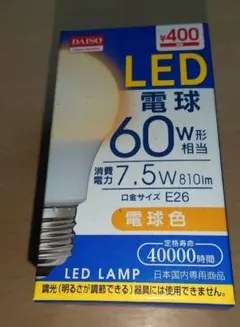 DAISO
¥400
LED
電球
60W形相当
消費電力 7.5W 810lm
口金サイズ E26
電球色
定格寿命
40000時間
LED LAMP 日本国内専用商品
調光(明るさが調節できる)器具には使用できません。